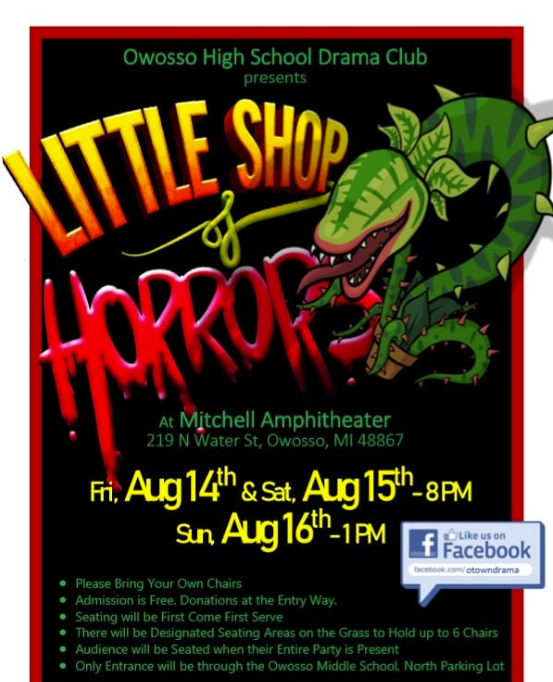 Owosso High School Drama Club
presents
LITTLE SHOP
of
HORRORS
At Mitchell Amphitheater
219 N Water St, Owosso, MI 48867
Fri, Aug 14th & Sat, Aug 15th - 8 PM
Sun, Aug 16th - 1 PM
Like us on
Facebook
facebook.com/ otowndrama
• Please Bring Your Own Chairs
• Admission is Free. Donations at the Entry Way.
• Seating will be First Come First Serve
• There will be Designated Seating Areas on the Grass to Hold up to 6 Chairs
• Audience will be Seated when their Entire Party is Present
• Only Entrance will be through the Owosso Middle School, North Parking Lot